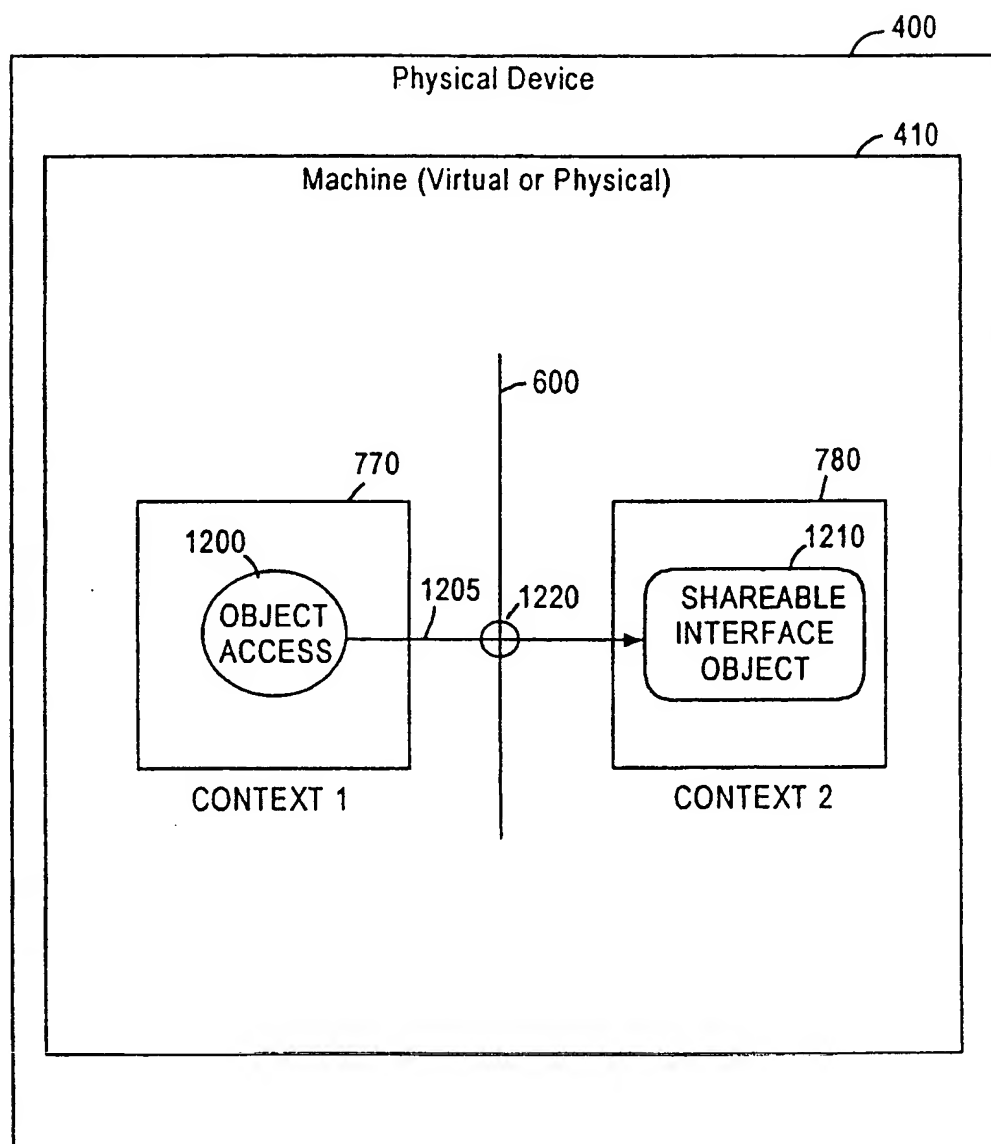 400
Physical Device
410
Machine (Virtual or Physical)
600
770
780
1200
1210
OBJECT
ACCESS
1205
1220
SHAREABLE
INTERFACE
OBJECT
CONTEXT 1
CONTEXT 2